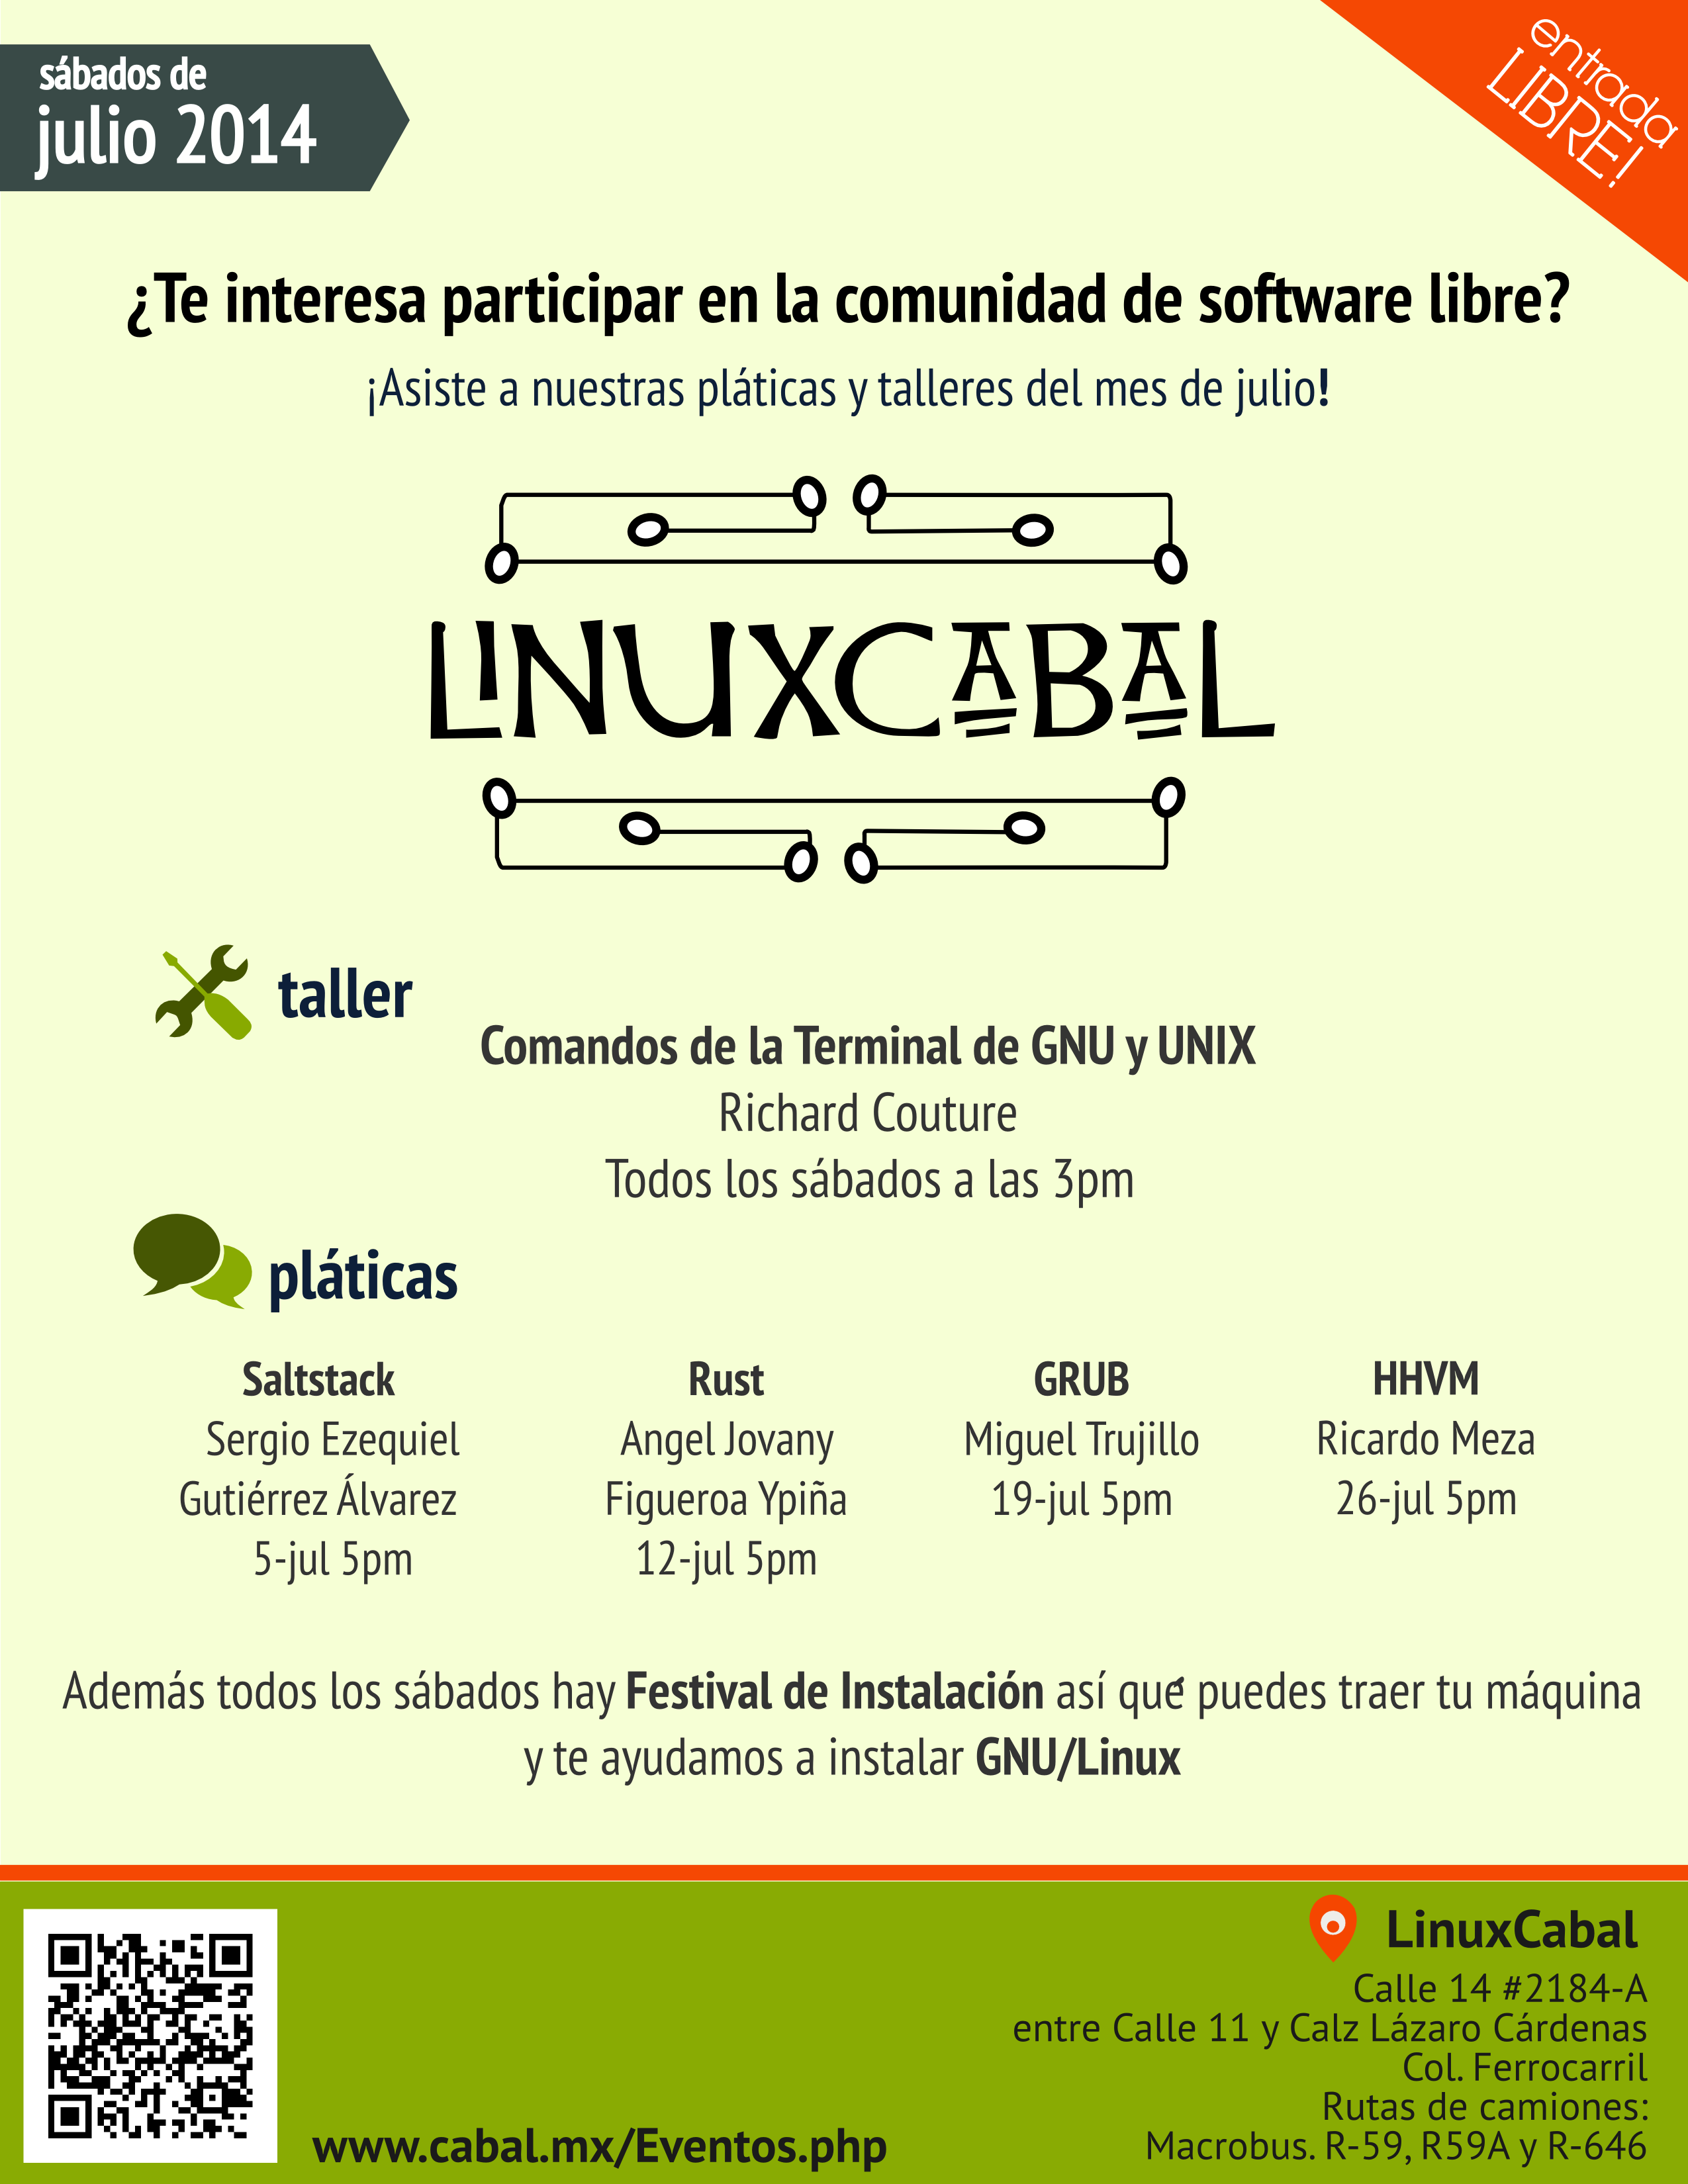 sábados de
julio 2014
entrada
LIBRE!
¿Te interesa participar en la comunidad de software libre?
¡Asiste a nuestras pláticas y talleres del mes de julio!
LINUXCABAL
taller
Comandos de la Terminal de GNU y UNIX
Richard Couture
Todos los sábados a las 3pm
pláticas
Saltstack
Sergio Ezequiel
Gutiérrez Álvarez
5-jul 5pm
Rust
Angel Jovany
Figueroa Ypiña
12-jul 5pm
GRUB
Miguel Trujillo
19-jul 5pm
HHVM
Ricardo Meza
26-jul 5pm
Además todos los sábados hay Festival de Instalación así qué puedes traer tu máquina
y te ayudamos a instalar GNU/Linux
www.cabal.mx/Eventos.php
LinuxCabal
Calle 14 #2184-A
entre Calle 11 y Calz Lázaro Cárdenas
Col. Ferrocarril
Rutas de camiones:
Macrobus. R-59, R59A y R-646